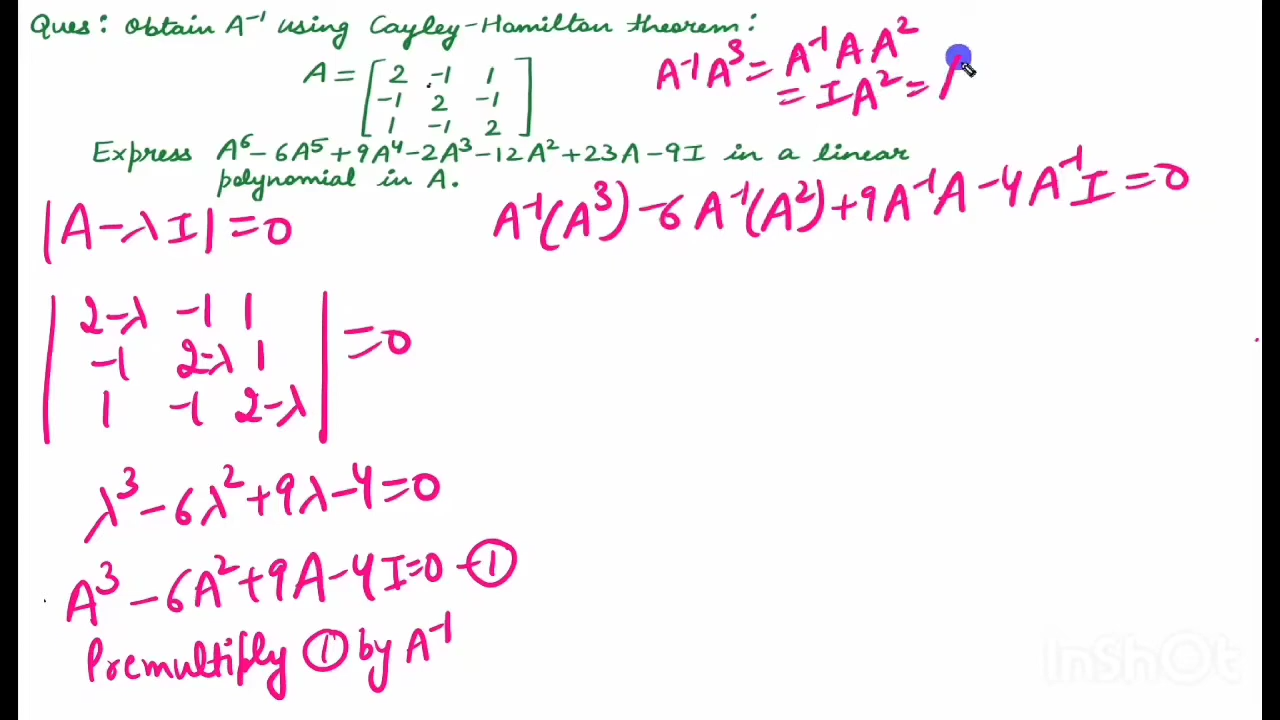 Ques: Obtain A⁻¹ using Cayley-Hamilton theorem:
A = [ 2 -1 1
-1 2 -1
1 -1 2 ]
A⁻¹A³ = A⁻¹AA²
= IA² = A
Express A⁶ - 6A⁵ + 9A⁴ - 2A³ - 12A² + 23A - 9I in a linear
polynomial in A.
|A - λI| = 0
A⁻¹(A³) - 6A⁻¹(A²) + 9A⁻¹A - 4A⁻¹I = 0
| 2-λ -1 1
-1 2-λ 1
1 -1 2-λ | = 0
λ³ - 6λ² + 9λ - 4 = 0
A³ - 6A² + 9A - 4I = 0 - ①
Premultiply ① by A⁻¹
InShOt